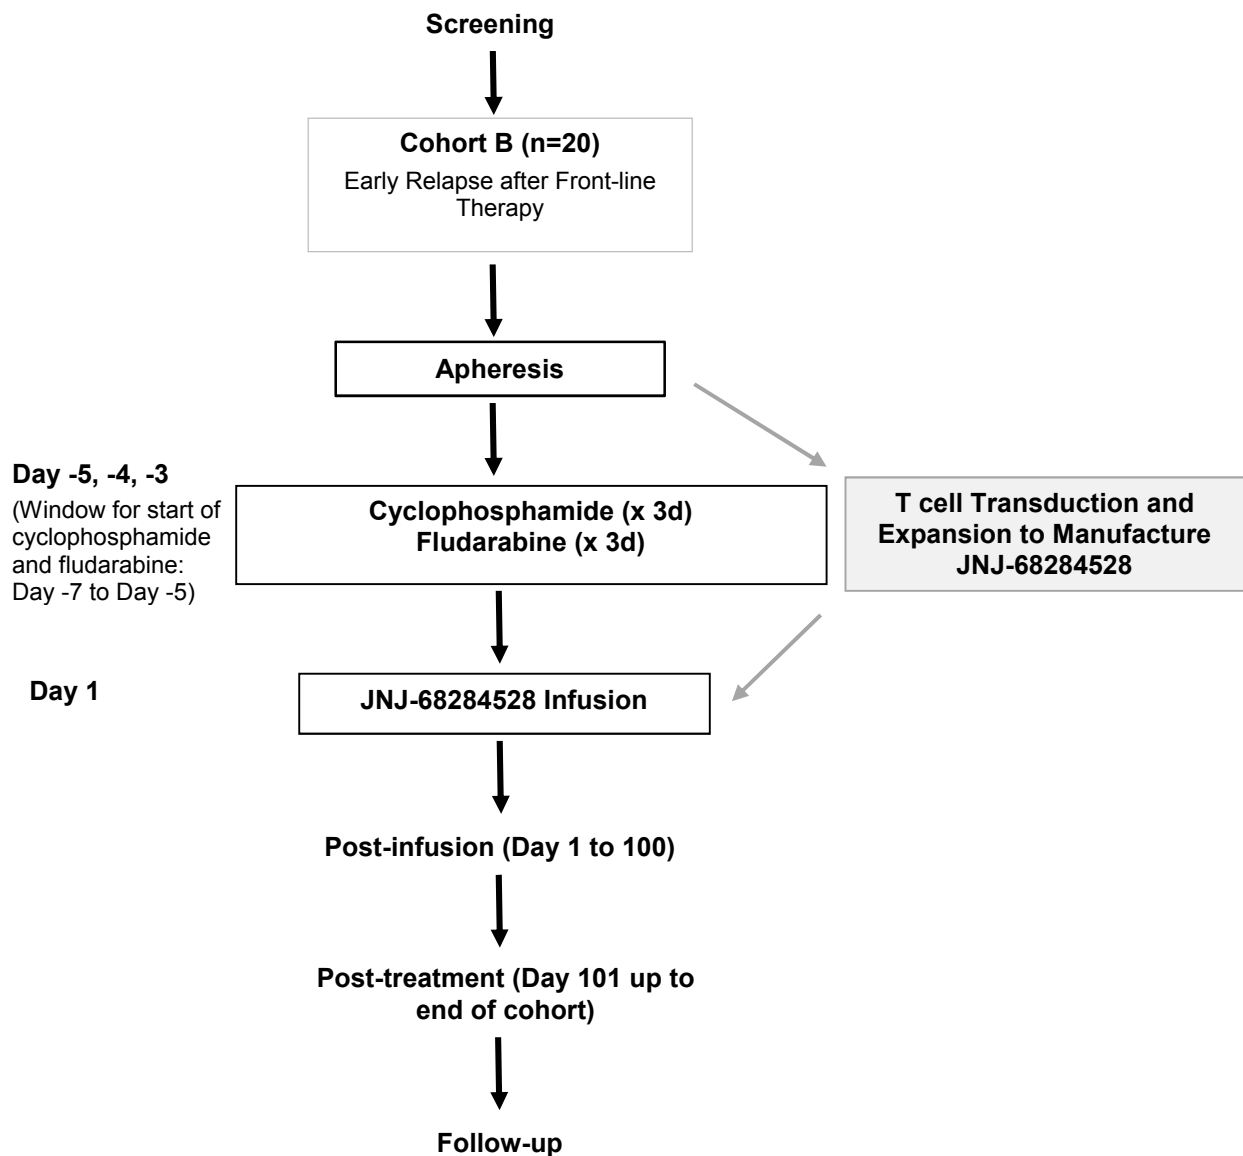 Screening
Cohort B (n=20)
Early Relapse after Front-line
Therapy
Apheresis
Day -5, -4, -3
(Window for start of
cyclophosphamide
and fludarabine:
Day -7 to Day -5)
Cyclophosphamide (x 3d)
Fludarabine (x 3d)
T cell Transduction and
Expansion to Manufacture
JNJ-68284528
Day 1
JNJ-68284528 Infusion
Post-infusion (Day 1 to 100)
Post-treatment (Day 101 up to
end of cohort)
Follow-up